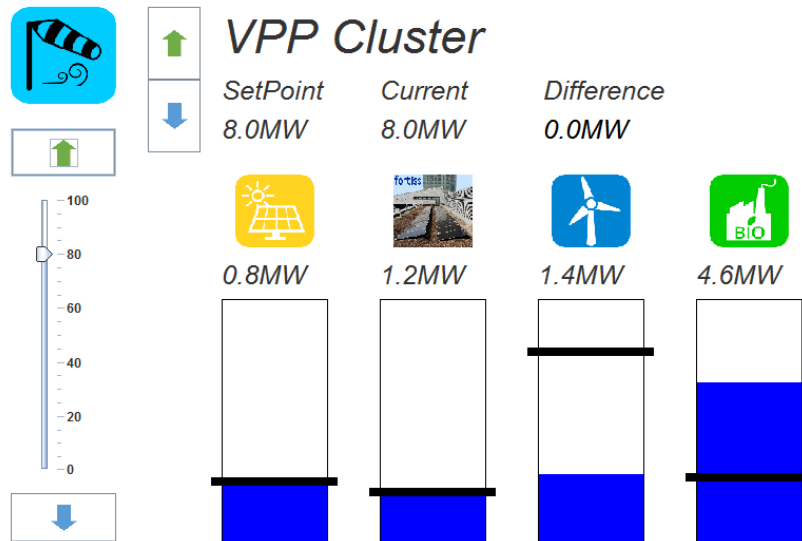 VPP Cluster
SetPoint Current Difference
8.0MW 8.0MW 0.0MW
fortiss
BIO
0.8MW 1.2MW 1.4MW 4.6MW
100
80
60
40
20
0